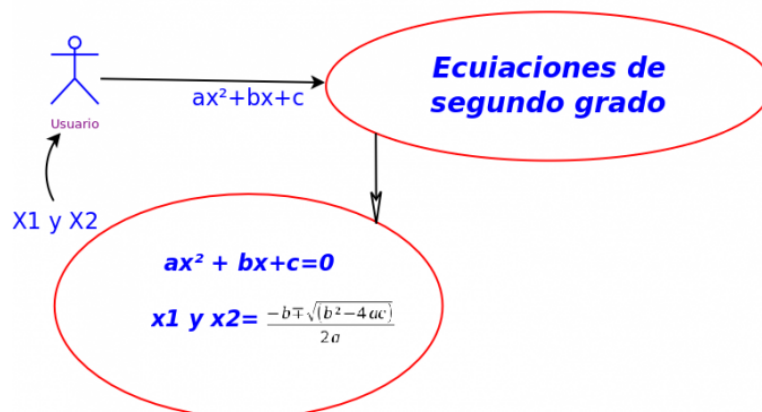 Ecuiaciones de
segundo grado
ax²+bx+c
Usuario
X1 y X2
ax² + bx+c=0
x1 y x2= −b∓√(b²−4ac)
2a